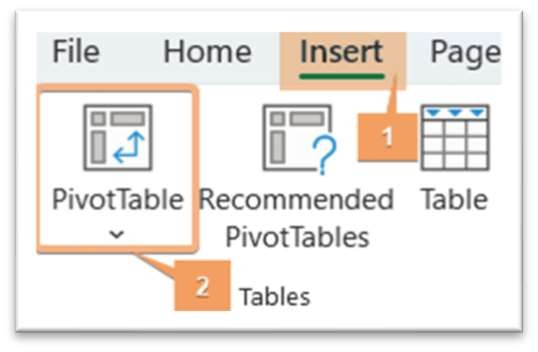 File Home Insert Page
1
PivotTable Recommended PivotTables Table
2
Tables